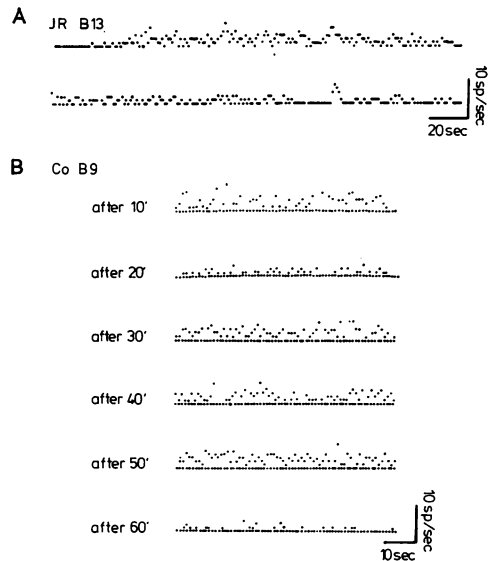 A
JR B13
10 sp/sec
20 sec
B
Co B9
after 10'
after 20'
after 30'
after 40'
after 50'
after 60'
10 sp/sec
10 sec